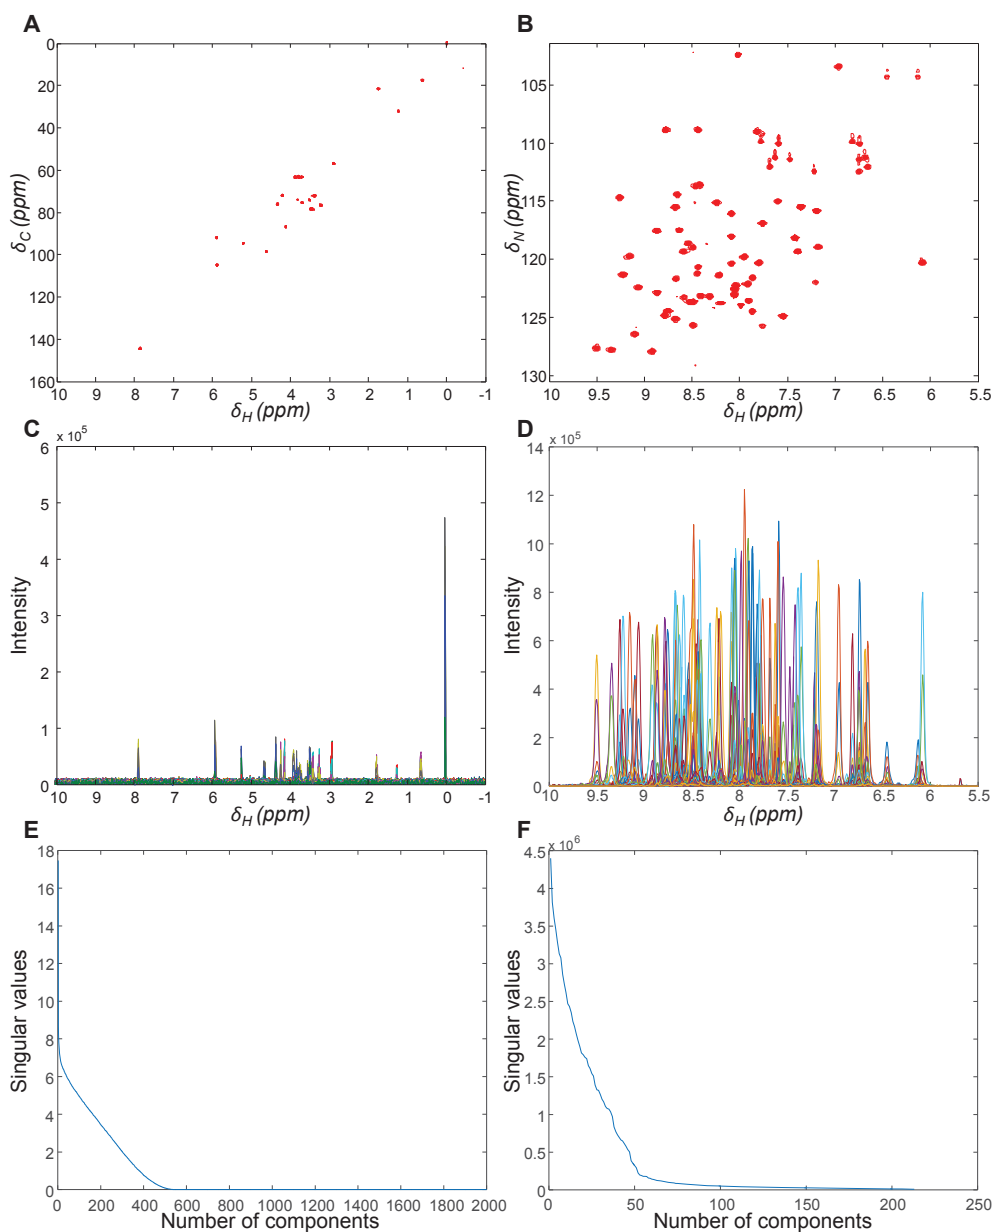 A
B
0
20
40
60
80
100
120
140
160
δC (ppm)
10 9 8 7 6 5 4 3 2 1 0 -1
δH (ppm)
105
110
115
120
125
130
δN (ppm)
10 9.5 9 8.5 8 7.5 7 6.5 6 5.5
δH (ppm)
C
D
x 10^5
6
5
4
3
2
1
0
Intensity
10 9 8 7 6 5 4 3 2 1 0 -1
δH (ppm)
x 10^5
14
12
10
8
6
4
2
0
Intensity
10 9.5 9 8.5 8 7.5 7 6.5 6 5.5
δH (ppm)
E
F
18
16
14
12
10
8
6
4
2
0
Singular values
0 200 400 600 800 1000 1200 1400 1600 1800 2000
Number of components
x 10^6
4.5
4
3.5
3
2.5
2
1.5
1
0.5
0
Singular values
0 50 100 150 200 250
Number of components